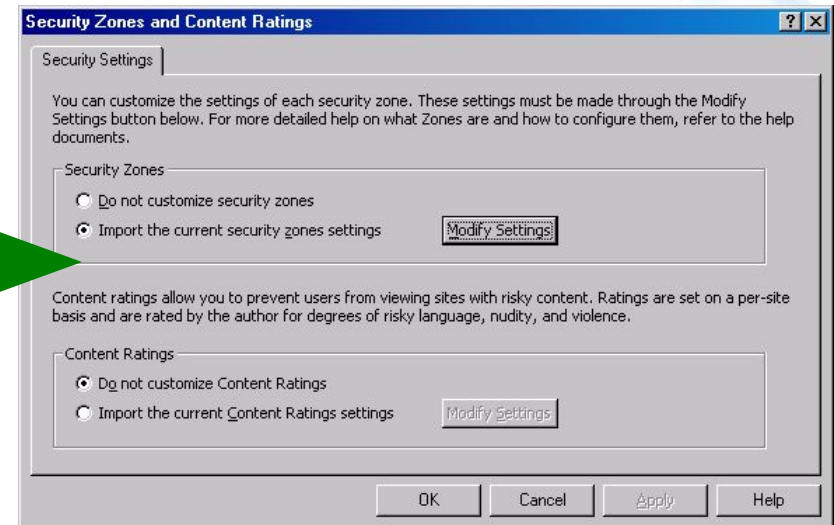 Security Zones and Content Ratings
Security Settings
You can customize the settings of each security zone. These settings must be made through the Modify
Settings button below. For more detailed help on what Zones are and how to configure them, refer to the help
documents.
Security Zones
Do not customize security zones
Import the current security zones settings Modify Settings
Content ratings allow you to prevent users from viewing sites with risky content. Ratings are set on a per-site
basis and are rated by the author for degrees of risky language, nudity, and violence.
Content Ratings
Do not customize Content Ratings
Import the current Content Ratings settings Modify Settings
OK Cancel Apply Help